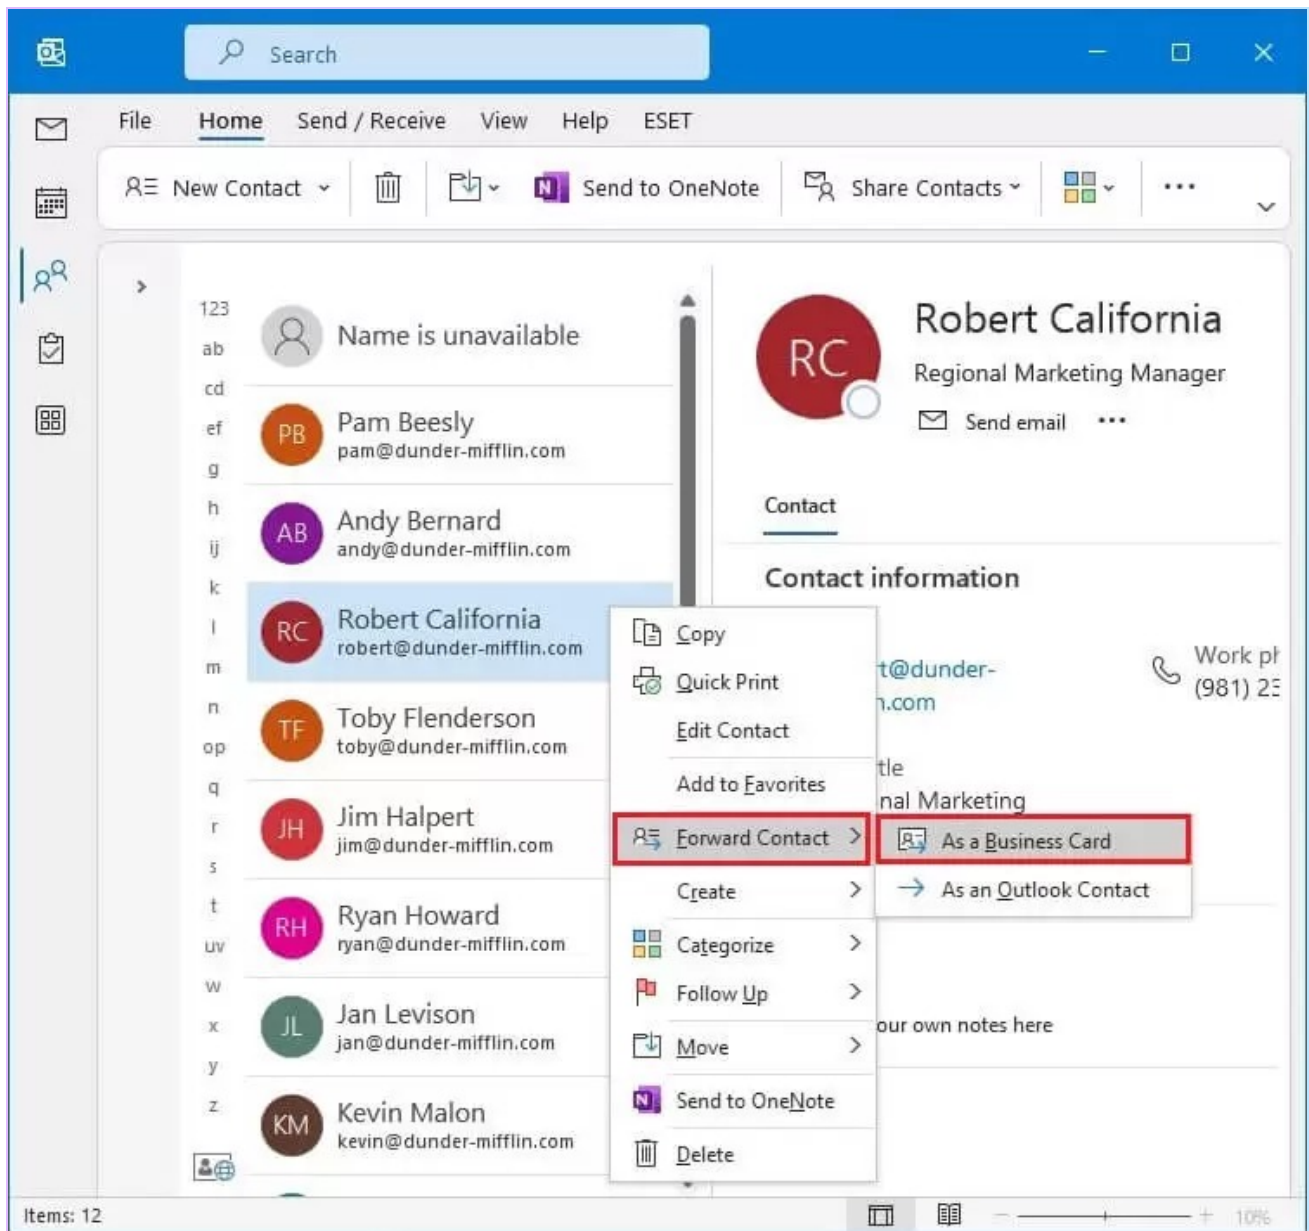 Search
File Home Send / Receive View Help ESET
New Contact Send to OneNote Share Contacts
123
ab
cd
ef
g
h
ij
k
l
m
n
op
q
r
s
t
uv
w
x
y
z
Name is unavailable
PB Pam Beesly
pam@dunder-mifflin.com
AB Andy Bernard
andy@dunder-mifflin.com
RC Robert California
robert@dunder-mifflin.com
TF Toby Flenderson
toby@dunder-mifflin.com
JH Jim Halpert
jim@dunder-mifflin.com
RH Ryan Howard
ryan@dunder-mifflin.com
JL Jan Levison
jan@dunder-mifflin.com
KM Kevin Malon
kevin@dunder-mifflin.com
RC
Robert California
Regional Marketing Manager
Send email
Contact
Contact information
t@dunder-
n.com
Work ph
(981) 23
tle
nal Marketing
our own notes here
Copy
Quick Print
Edit Contact
Add to Favorites
Forward Contact
Create
Categorize
Follow Up
Move
Send to OneNote
Delete
As a Business Card
As an Outlook Contact
Items: 12
10%